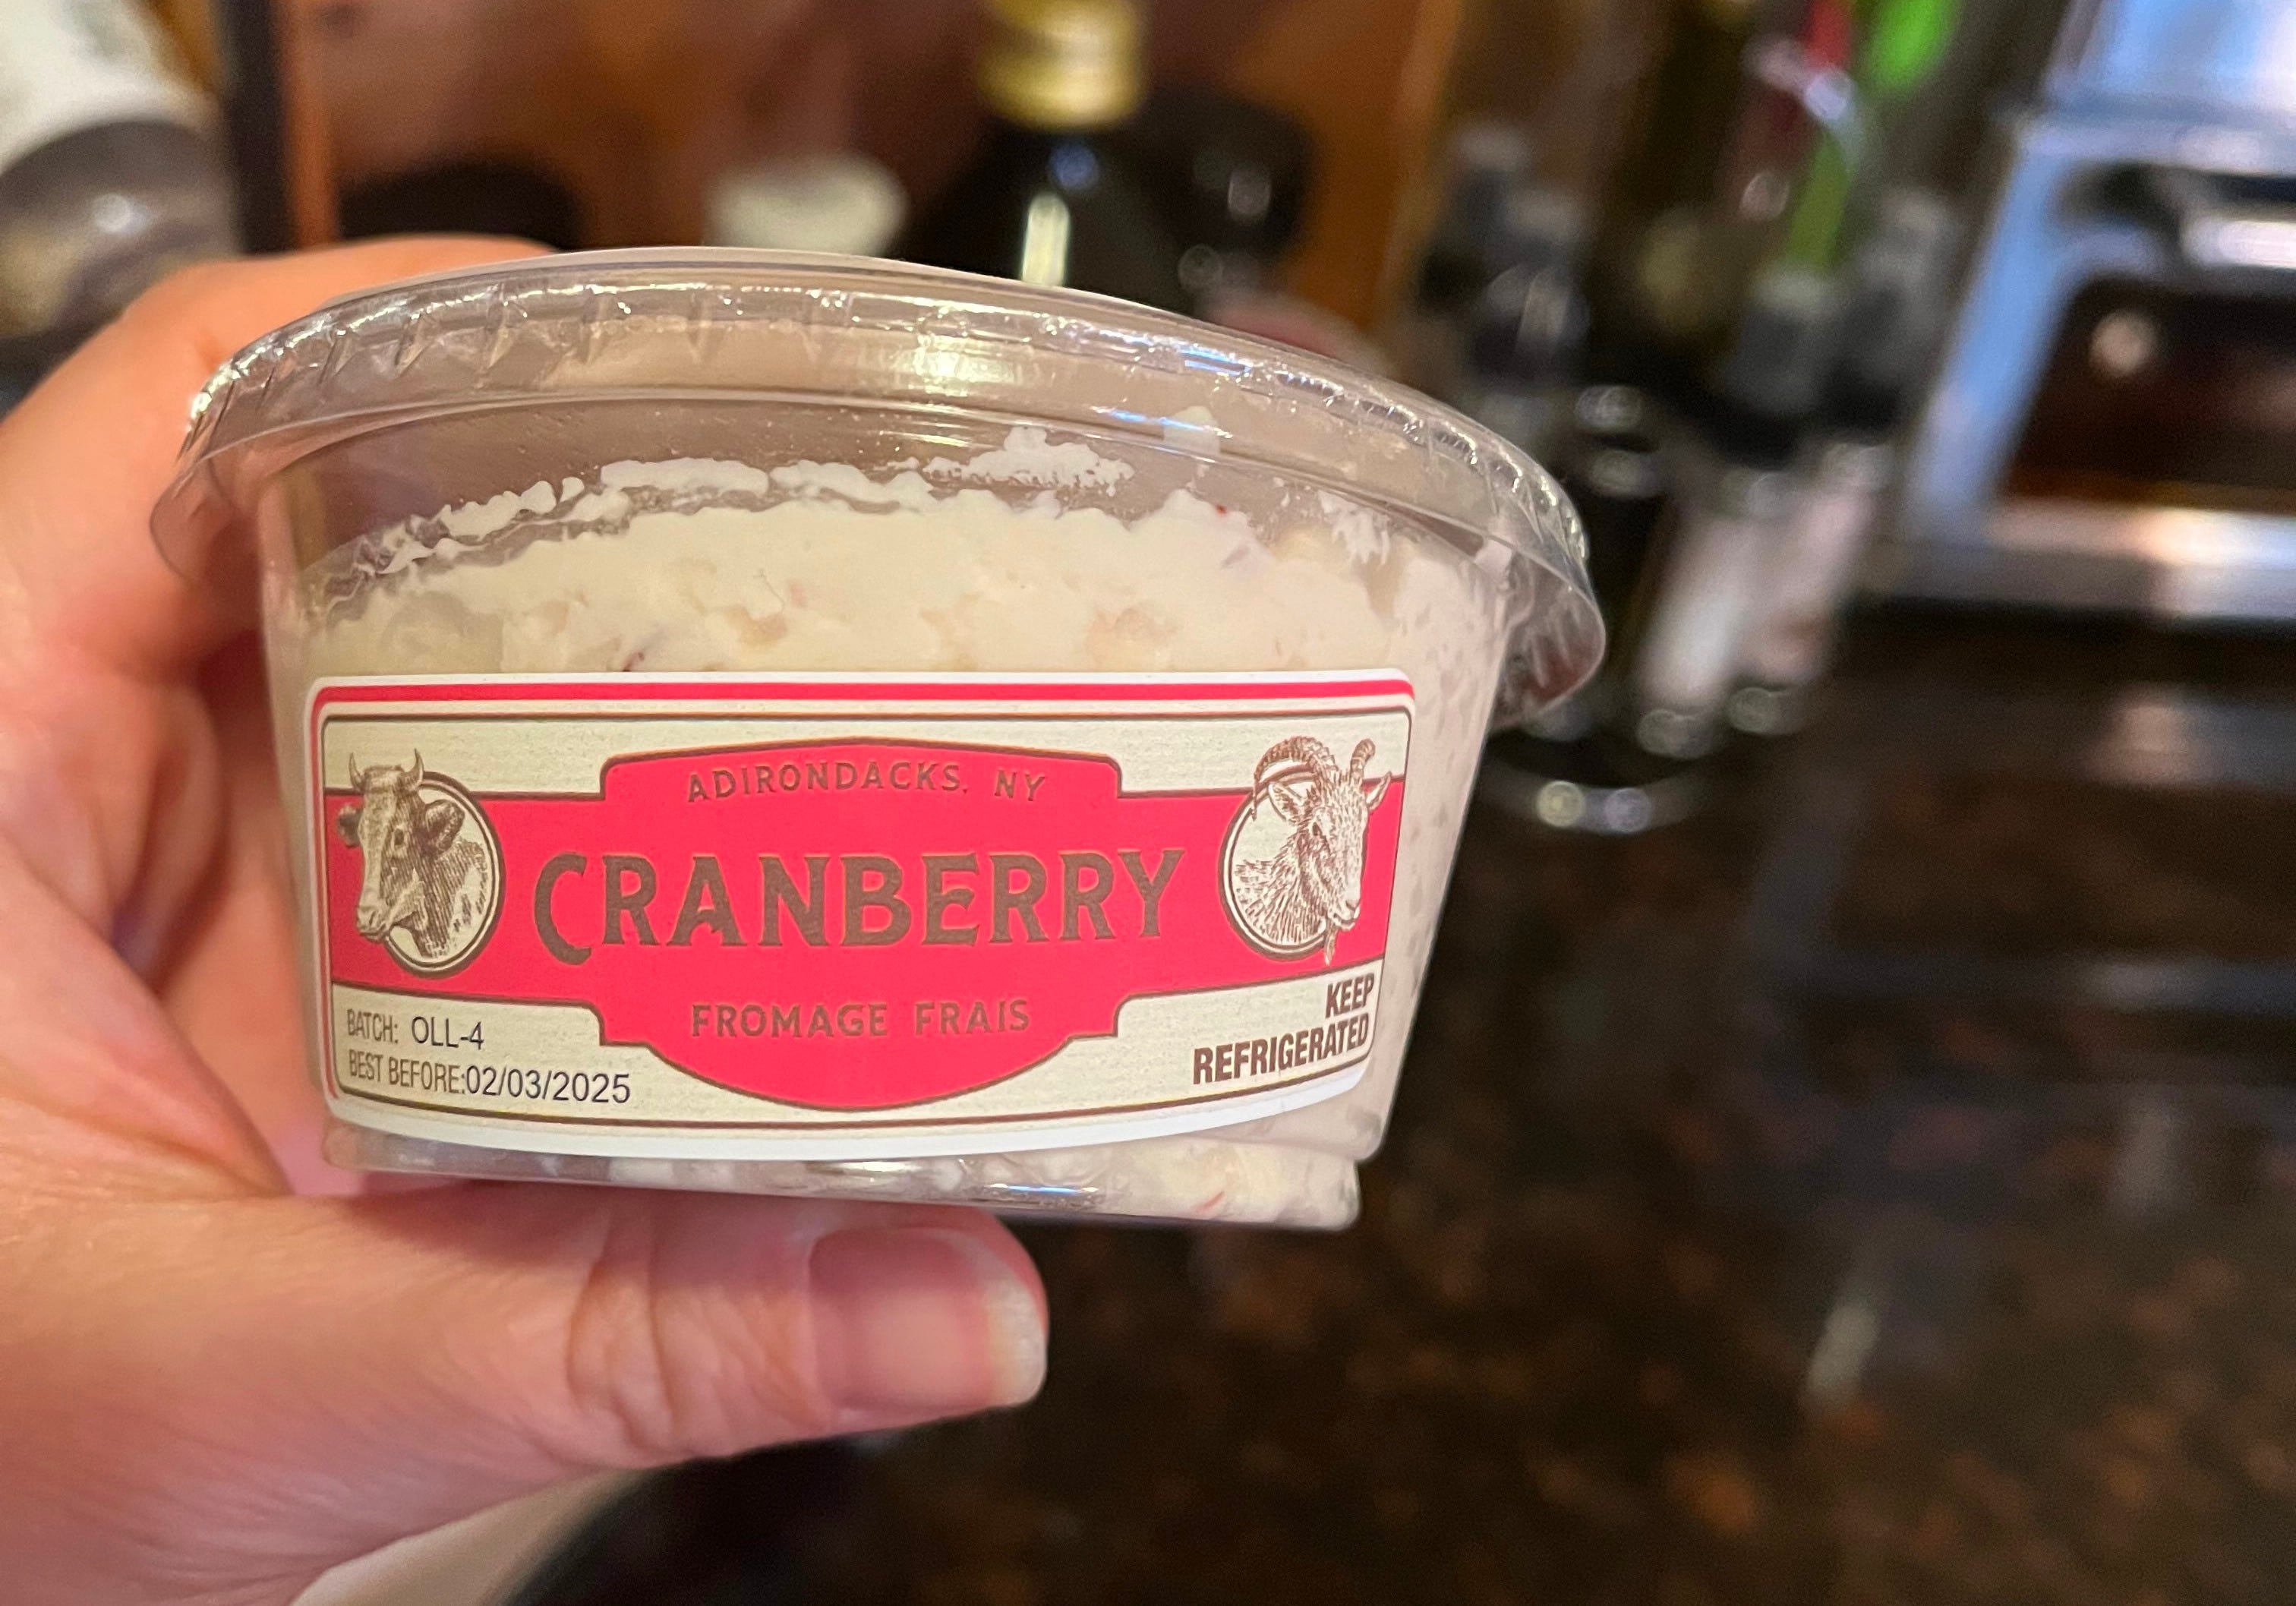 ADIRONDACKS, NY
CRANBERRY
FROMAGE FRAIS
BATCH: OLL-4
BEST BEFORE:02/03/2025
KEEP
REFRIGERATED